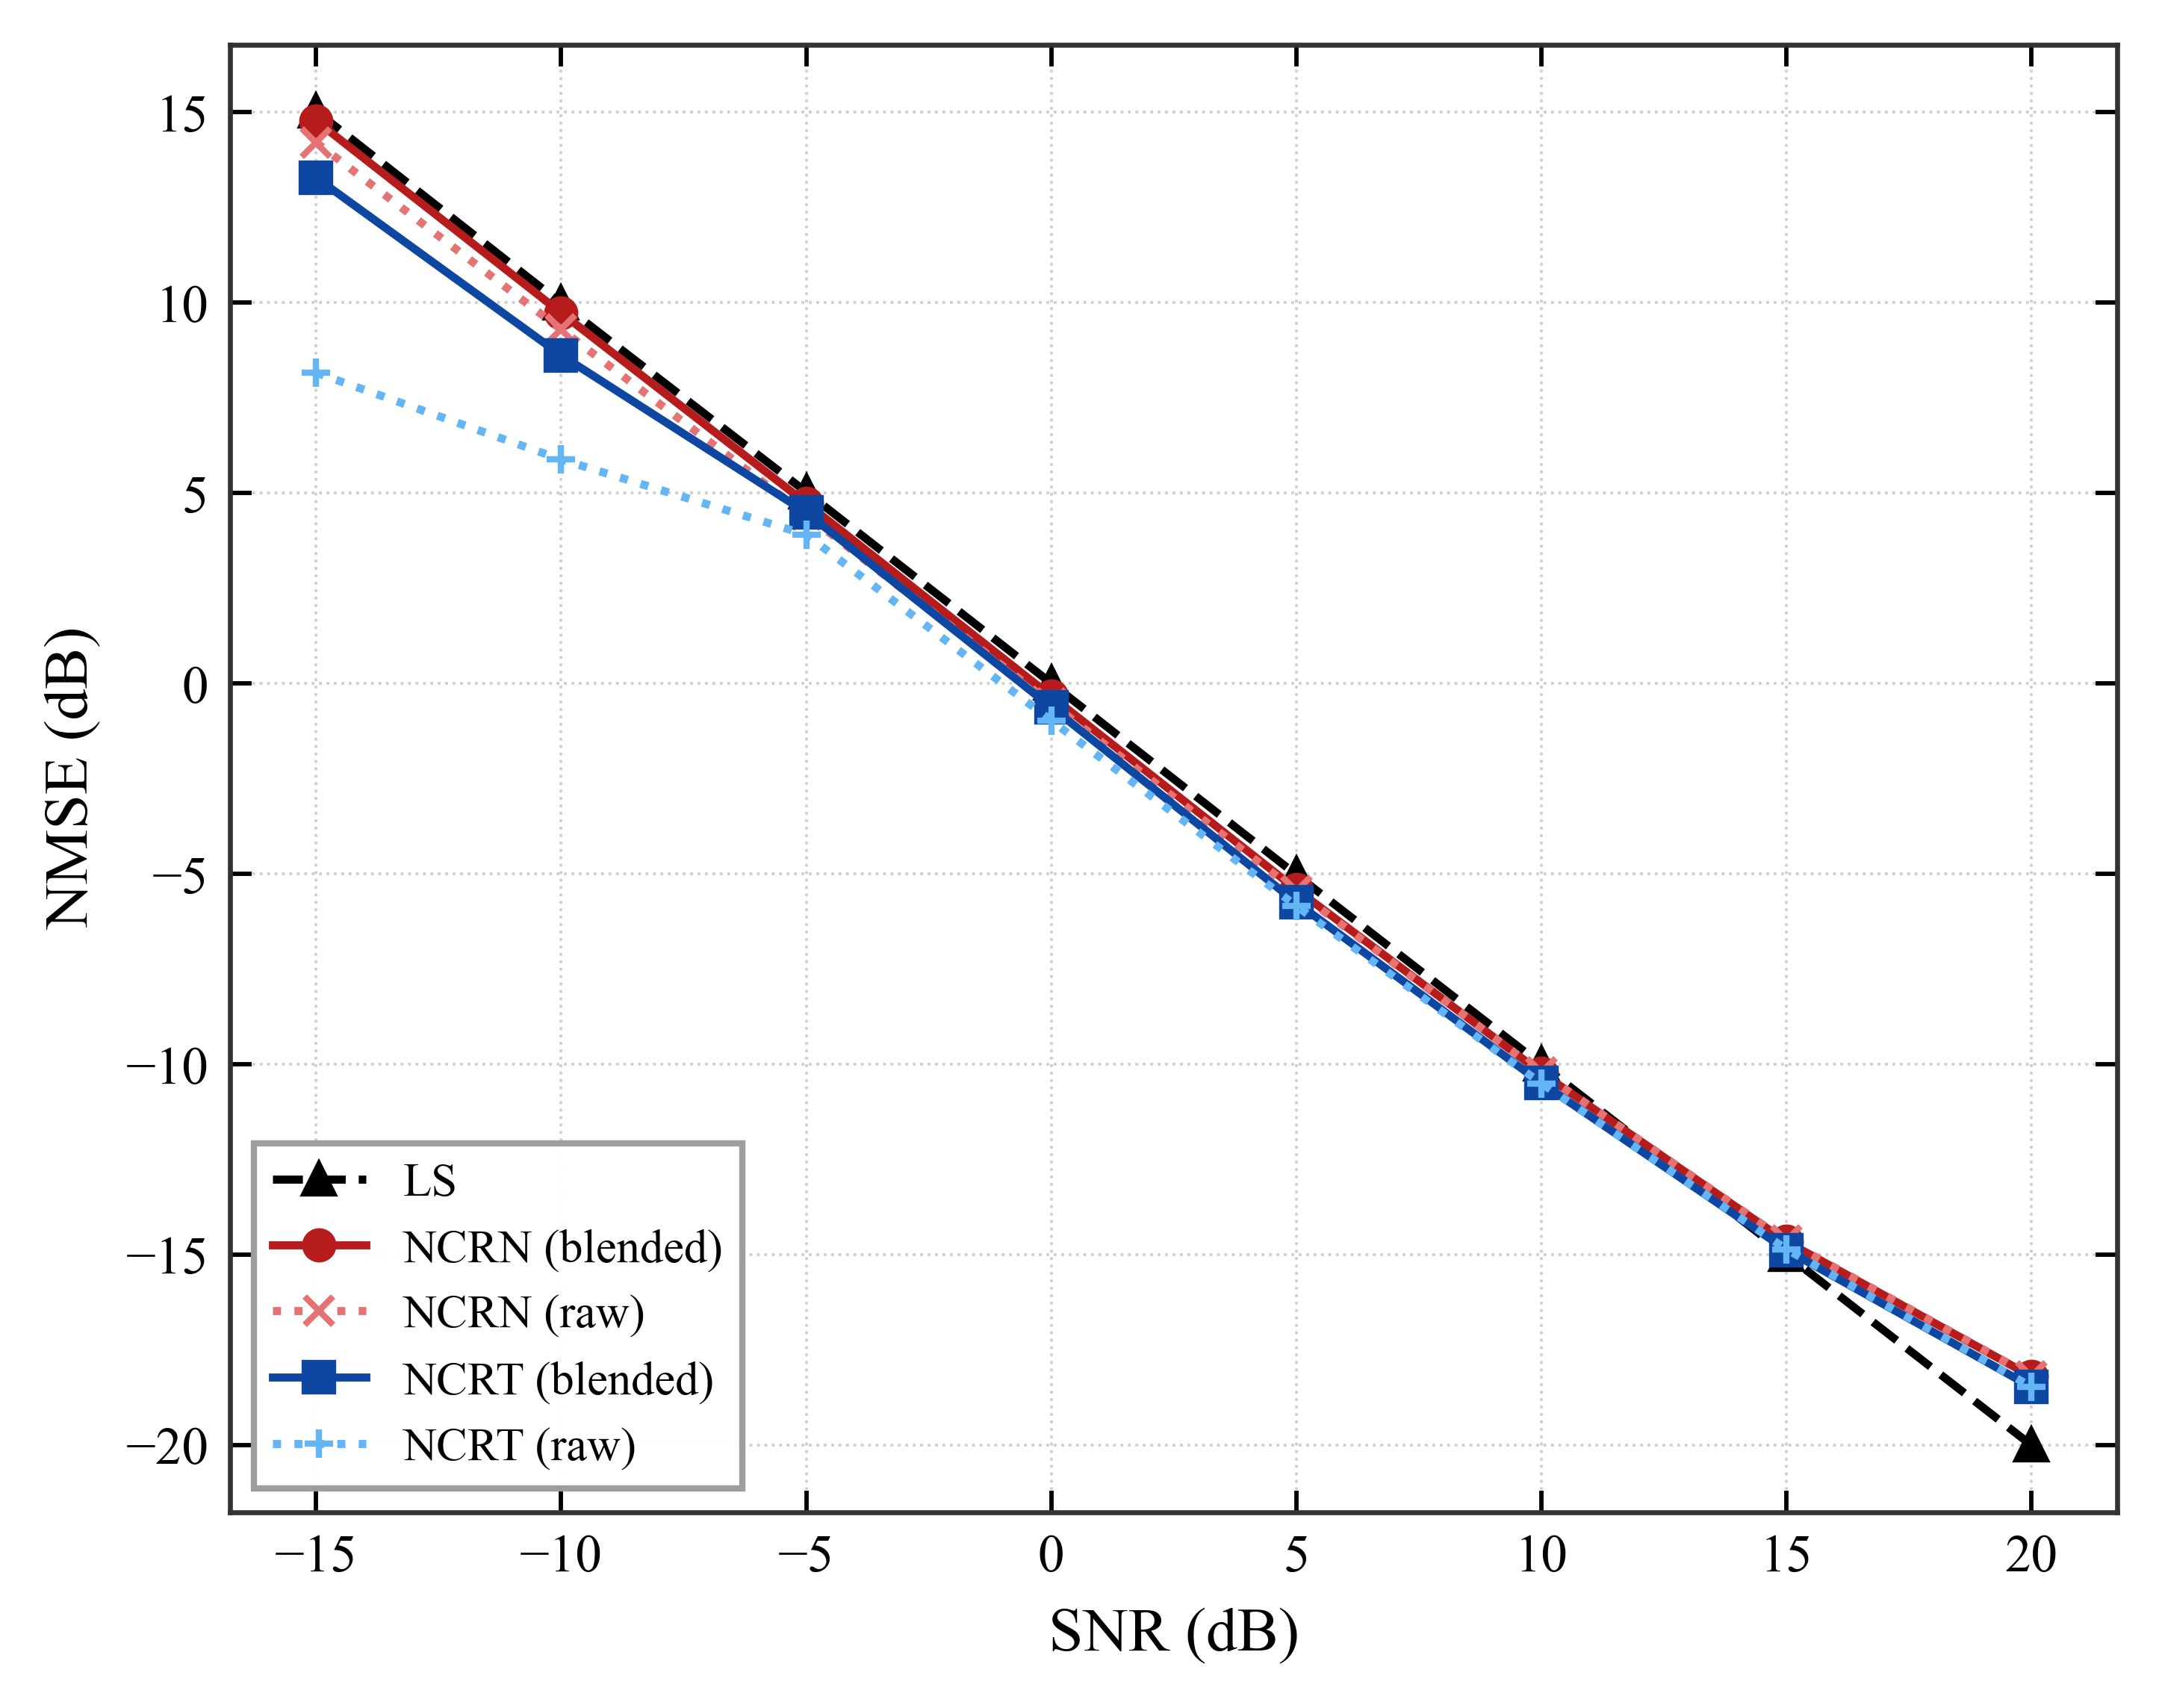 15
10
5
0
−5
−10
−15
−20
NMSE (dB)
LS
NCRN (blended)
NCRN (raw)
NCRT (blended)
NCRT (raw)
−15 −10 −5 0 5 10 15 20
SNR (dB)